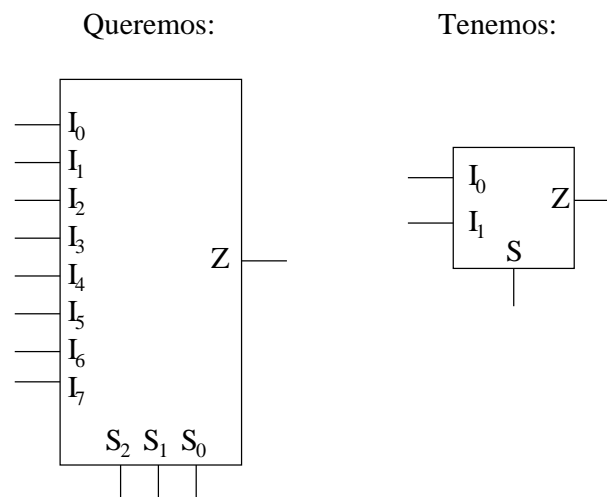 Queremos:
I0
I1
I2
I3
I4
I5
I6
I7
Z
S2 S1 S0
Tenemos:
I0
I1
Z
S